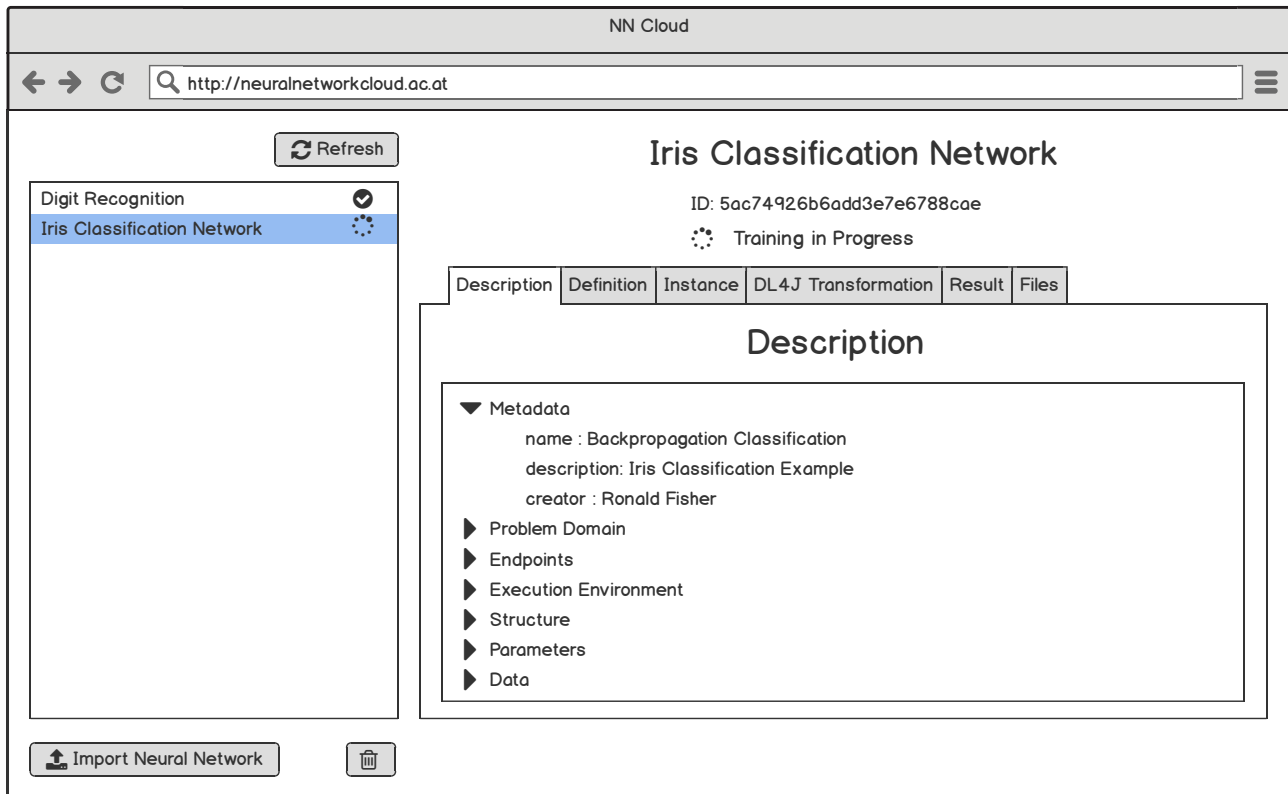 NN Cloud
http://neuralnetworkcloud.ac.at
Refresh
Digit Recognition
Iris Classification Network
Import Neural Network
Iris Classification Network
ID: 5ac74926b6add3e7e6788cae
Training in Progress
Description Definition Instance DL4J Transformation Result Files
Description
Metadata
name : Backpropagation Classification
description: Iris Classification Example
creator : Ronald Fisher
Problem Domain
Endpoints
Execution Environment
Structure
Parameters
Data